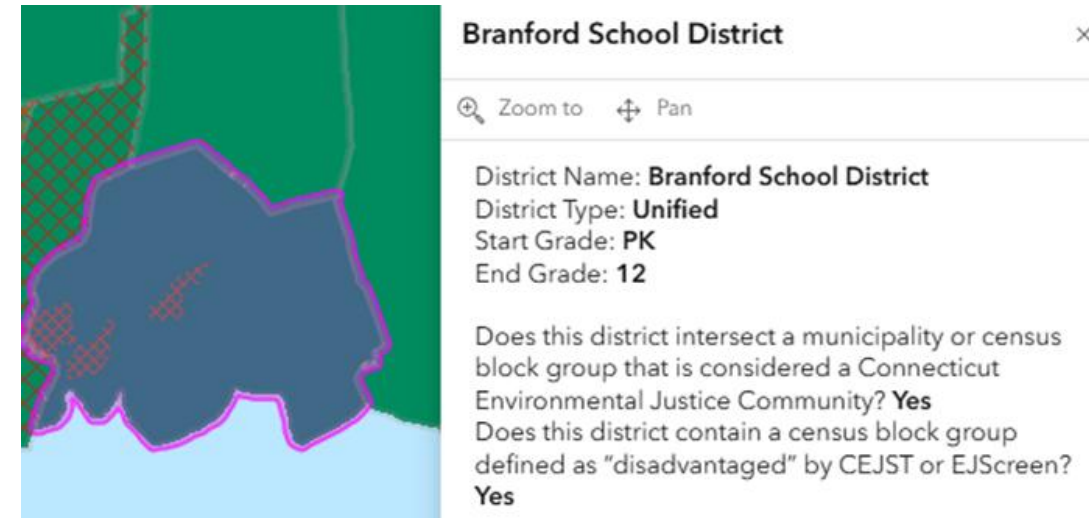 Branford School District
Zoom to Pan
District Name: Branford School District
District Type: Unified
Start Grade: PK
End Grade: 12
Does this district intersect a municipality or census
block group that is considered a Connecticut
Environmental Justice Community? Yes
Does this district contain a census block group
defined as “disadvantaged” by CEJST or EJScreen?
Yes